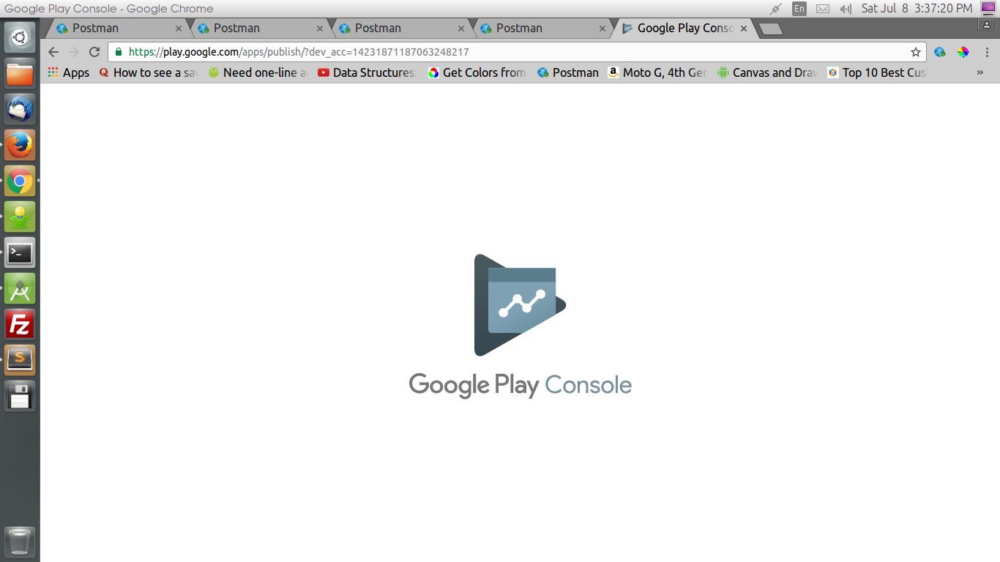 Google Play Console - Google Chrome
En
Sat Jul 8 3:37:20 PM
Postman
Postman
Postman
Postman
Google Play Conso
https://play.google.com/apps/publish/?dev_acc=14231871187063248217
Apps
How to see a sa
Need one-line a
Data Structures:
Get Colors from
Postman
Moto G, 4th Gen
Canvas and Draw
Top 10 Best Cus
»
Fz
S
Google Play Console